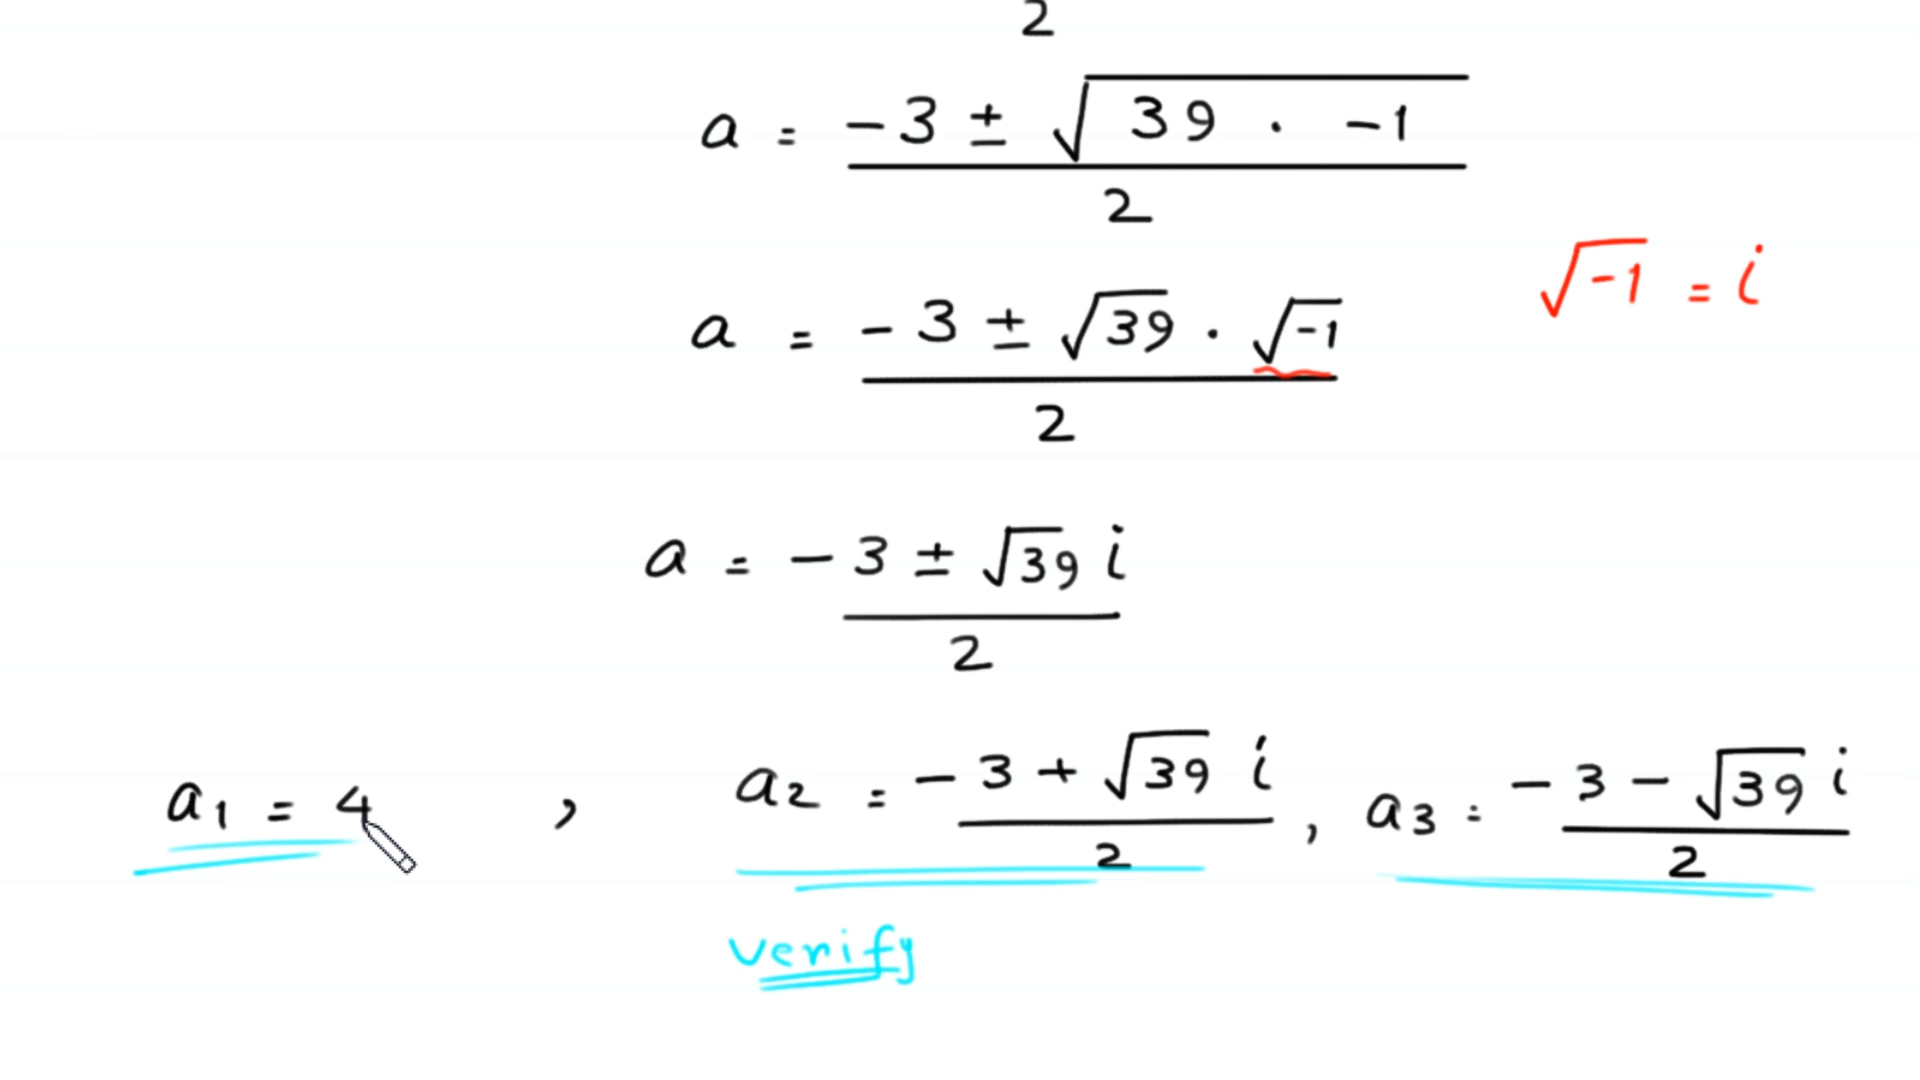 2
a = -3 ± √39 · -1
2
√-1 = i
a = -3 ± √39 · √-1
2
a = -3 ± √39 i
2
a1 = 4 , a2 = -3 + √39 i / 2 , a3 = -3 - √39 i / 2
verify